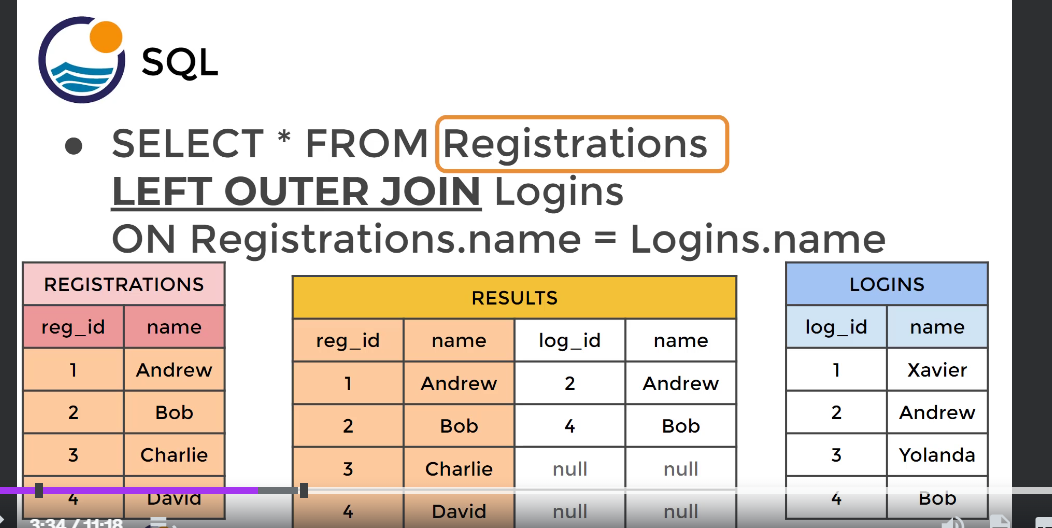 SQL
• SELECT * FROM Registrations
LEFT OUTER JOIN Logins
ON Registrations.name = Logins.name
REGISTRATIONS
reg_id name
1 Andrew
2 Bob
3 Charlie
4 David
RESULTS
reg_id name log_id name
1 Andrew 2 Andrew
2 Bob 4 Bob
3 Charlie null null
4 David null null
LOGINS
log_id name
1 Xavier
2 Andrew
3 Yolanda
4 Bob
3:34 / 11:18